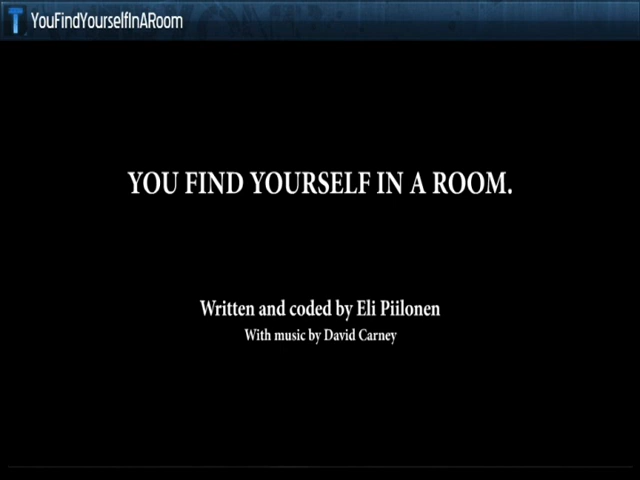 T YouFindYourselfInARoom
YOU FIND YOURSELF IN A ROOM.
Written and coded by Eli Piilonen
With music by David Carney